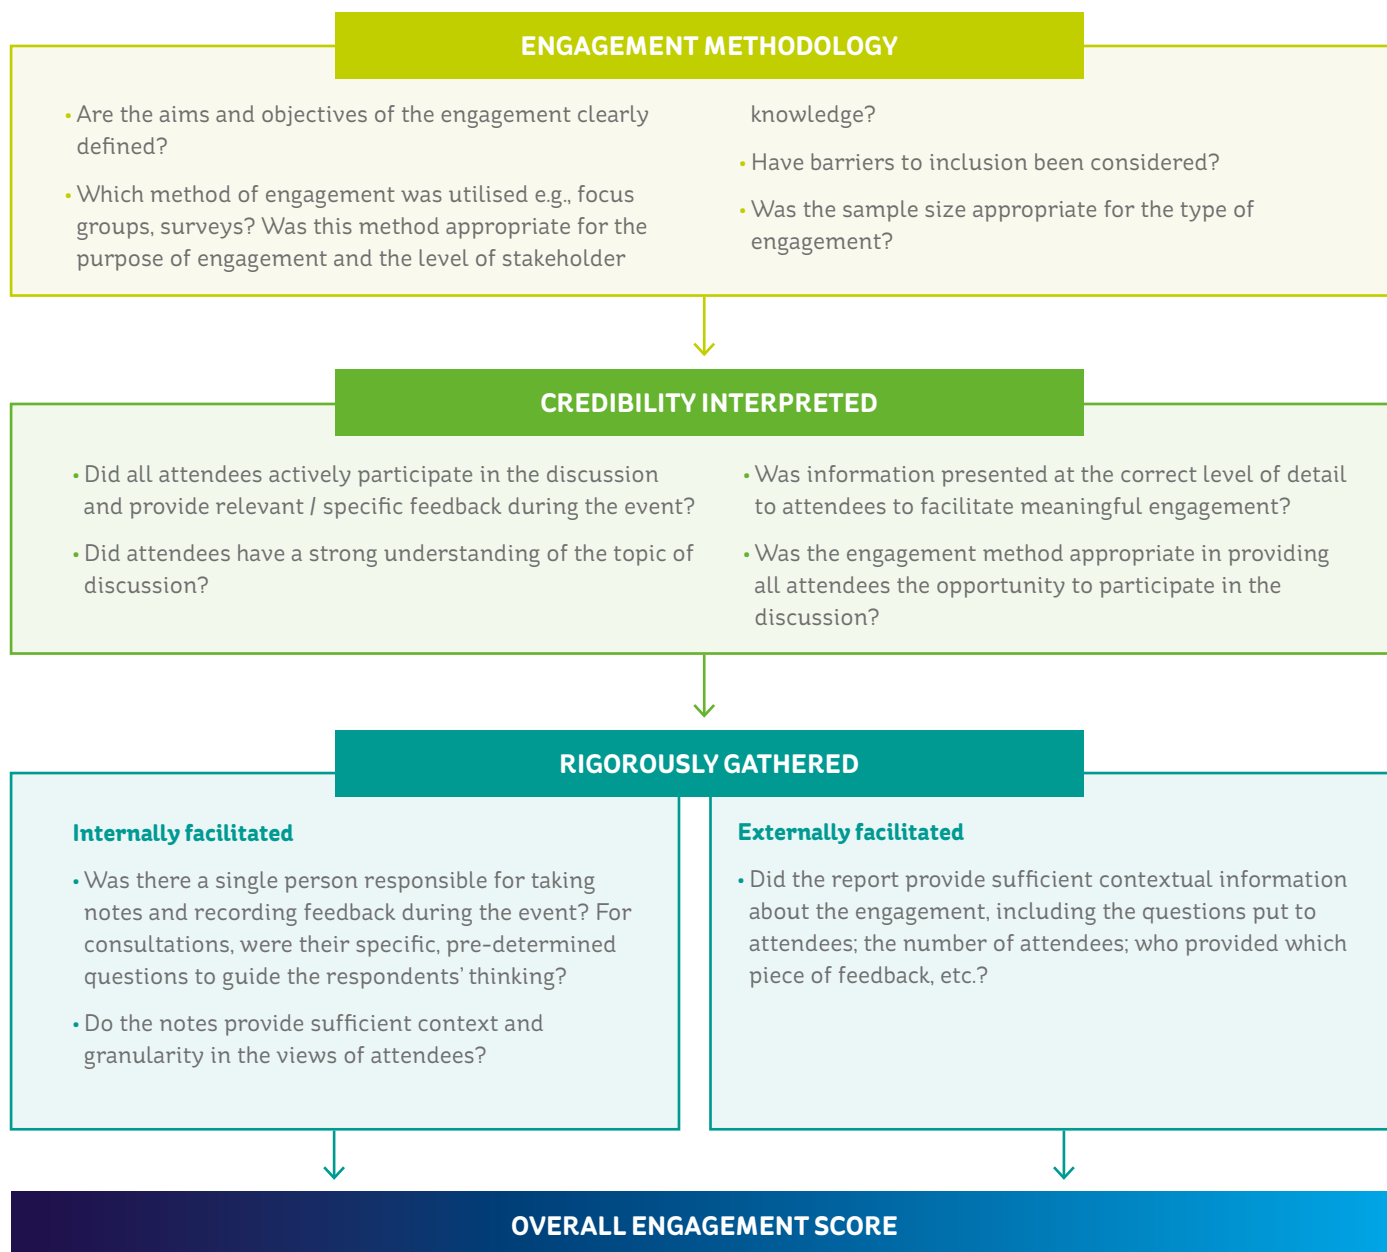 ENGAGEMENT METHODOLOGY
• Are the aims and objectives of the engagement clearly
defined?
• Which method of engagement was utilised e.g., focus
groups, surveys? Was this method appropriate for the
purpose of engagement and the level of stakeholder
knowledge?
• Have barriers to inclusion been considered?
• Was the sample size appropriate for the type of
engagement?
CREDIBILITY INTERPRETED
• Did all attendees actively participate in the discussion
and provide relevant / specific feedback during the event?
• Did attendees have a strong understanding of the topic of
discussion?
• Was information presented at the correct level of detail
to attendees to facilitate meaningful engagement?
• Was the engagement method appropriate in providing
all attendees the opportunity to participate in the
discussion?
RIGOROUSLY GATHERED
Internally facilitated
• Was there a single person responsible for taking
notes and recording feedback during the event? For
consultations, were their specific, pre-determined
questions to guide the respondents' thinking?
• Do the notes provide sufficient context and
granularity in the views of attendees?
Externally facilitated
• Did the report provide sufficient contextual information
about the engagement, including the questions put to
attendees; the number of attendees; who provided which
piece of feedback, etc.?
OVERALL ENGAGEMENT SCORE